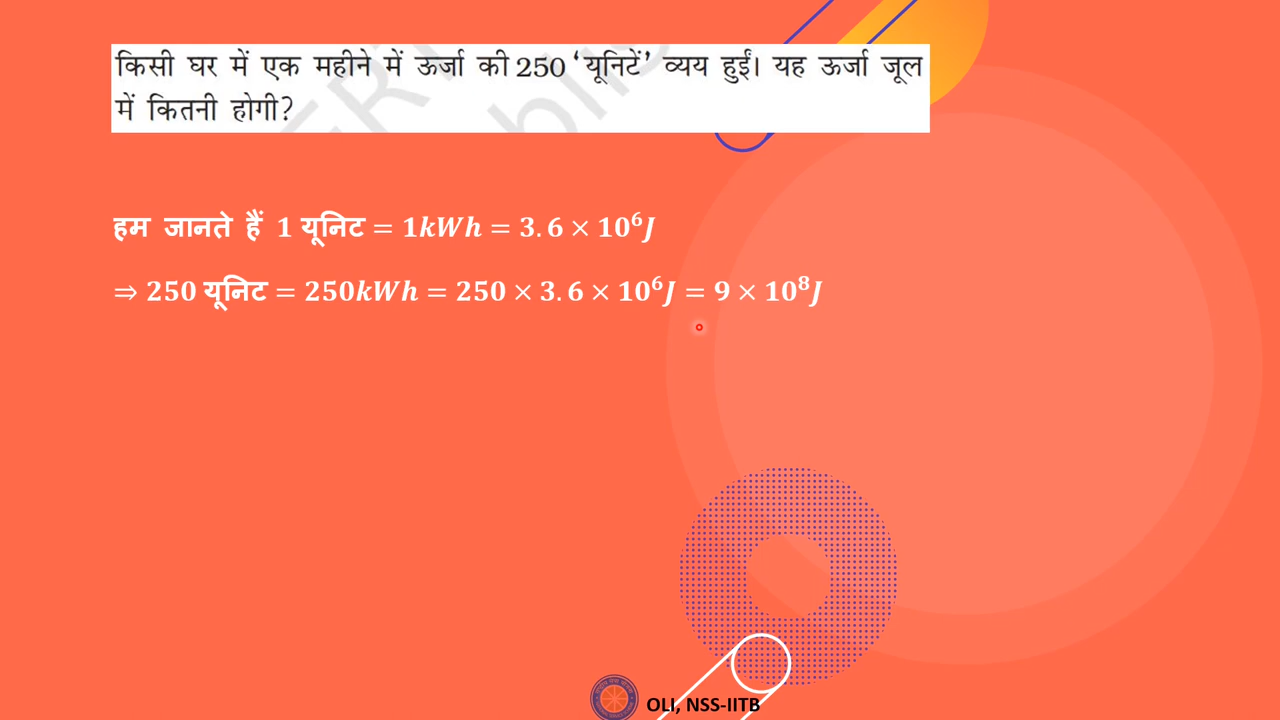 किसी घर में एक महीने में ऊर्जा की 250 ‘यूनिटें’ व्यय हुईं। यह ऊर्जा जूल
में कितनी होगी?
हम जानते हैं 1 यूनिट = 1kWh = 3.6 × 10⁶J
⇒ 250 यूनिट = 250kWh = 250 × 3.6 × 10⁶J = 9 × 10⁸J
OLI, NSS-IITB